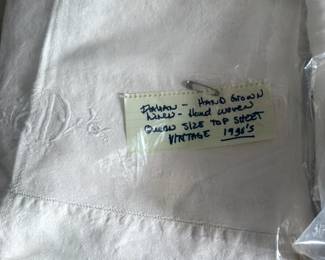 ITALIAN - HAND GROWN
LINEN - Hand WOVEN
QUEEN SIZE TOP SHEET
VINTAGE 1930's